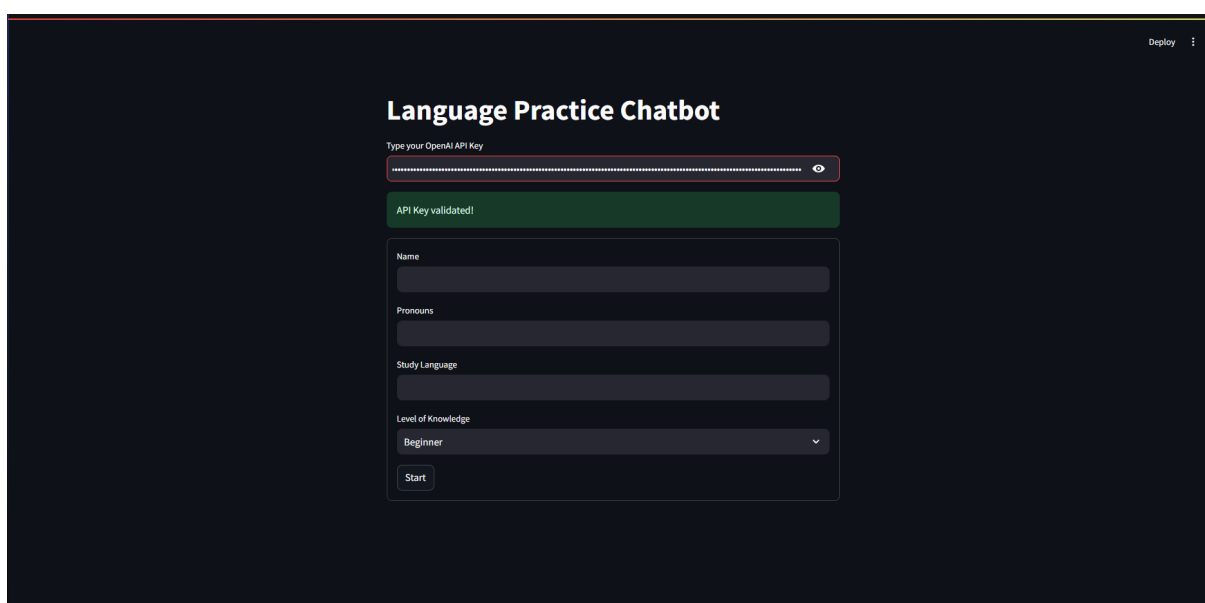 Deploy
Language Practice Chatbot
Type your OpenAI API Key
API Key validated!
Name
Pronouns
Study Language
Level of Knowledge
Beginner
Start